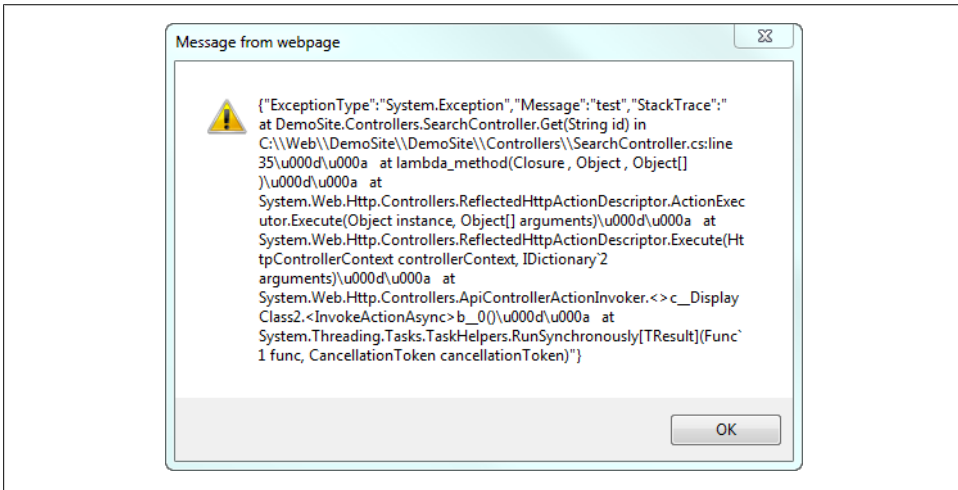 Message from webpage
{"ExceptionType":"System.Exception","Message":"test","StackTrace":"
at DemoSite.Controllers.SearchController.Get(String id) in
C:\\Web\\DemoSite\\DemoSite\\Controllers\\SearchController.cs:line
35\u000d\u000a   at lambda_method(Closure , Object , Object[]
)\u000d\u000a   at
System.Web.Http.Controllers.ReflectedHttpActionDescriptor.ActionExec
utor.Execute(Object instance, Object[] arguments)\u000d\u000a   at
System.Web.Http.Controllers.ReflectedHttpActionDescriptor.Execute(Ht
tpControllerContext controllerContext, IDictionary`2
arguments)\u000d\u000a   at
System.Web.Http.Controllers.ApiControllerActionInvoker.<>c__Display
Class2.<InvokeActionAsync>b__0()\u000d\u000a   at
System.Threading.Tasks.TaskHelpers.RunSynchronously[TResult](Func`
1 func, CancellationToken cancellationToken)"}
OK